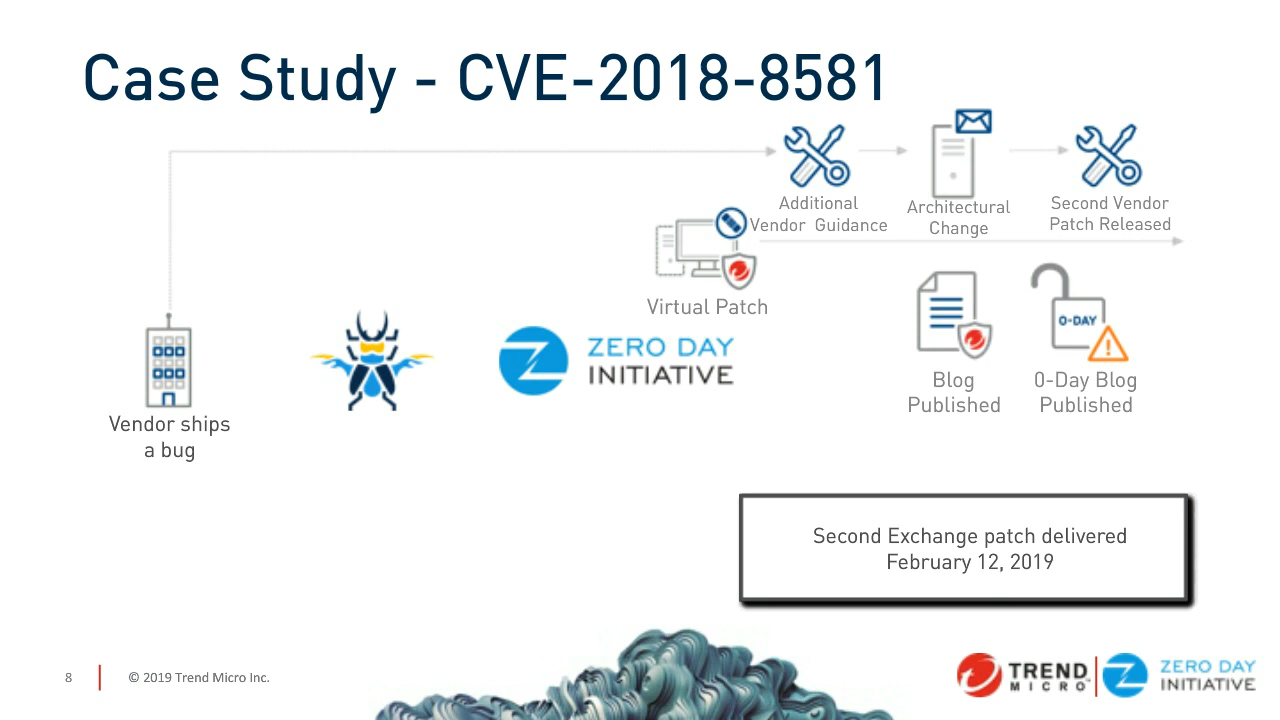 Case Study - CVE-2018-8581
Additional
Vendor Guidance
Architectural
Change
Second Vendor
Patch Released
Virtual Patch
ZERO DAY
INITIATIVE
0-DAY
Blog
Published
0-Day Blog
Published
Vendor ships
a bug
Second Exchange patch delivered
February 12, 2019
8
© 2019 Trend Micro Inc.
TREND
MICRO™
ZERO DAY
INITIATIVE